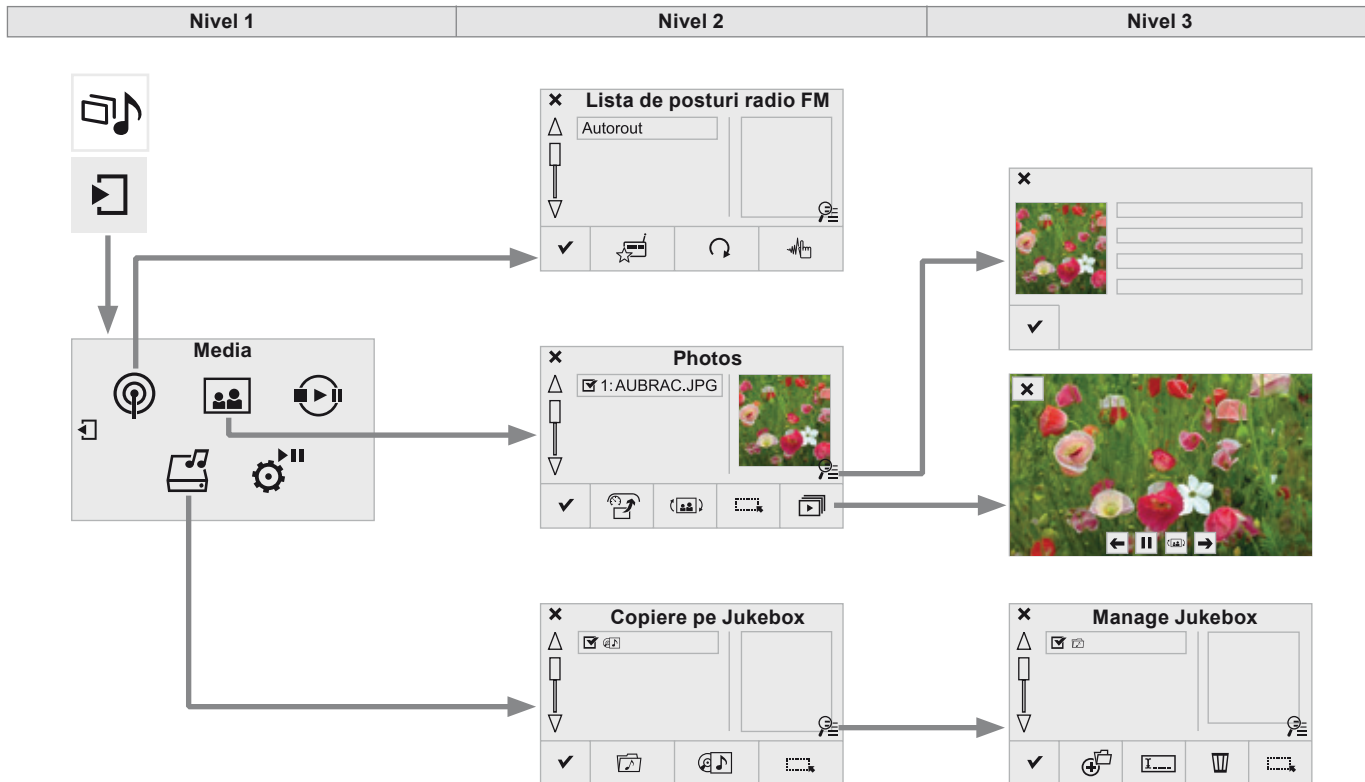 Nivel 1
Nivel 2
Nivel 3
Lista de posturi radio FM
Autorout
Media
Photos
1: AUBRAC.JPG
Copiere pe Jukebox
Manage Jukebox